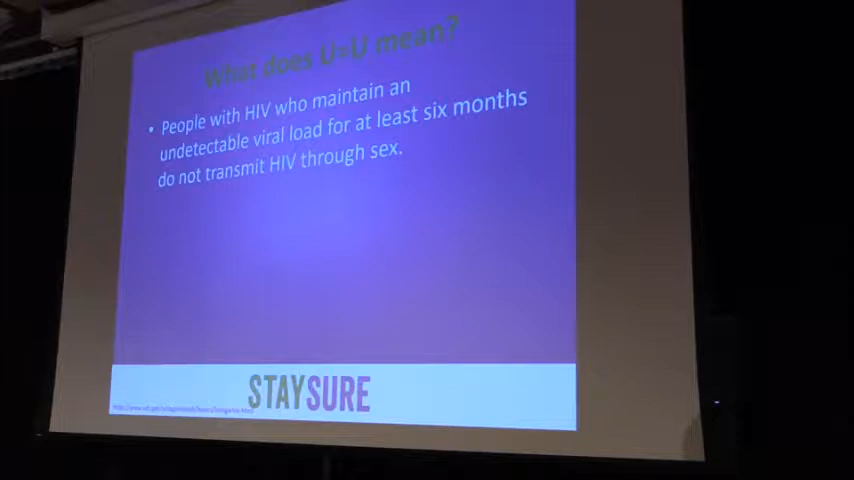 What does U=U mean?
• People with HIV who maintain an
undetectable viral load for at least six months
do not transmit HIV through sex.
STAYSURE